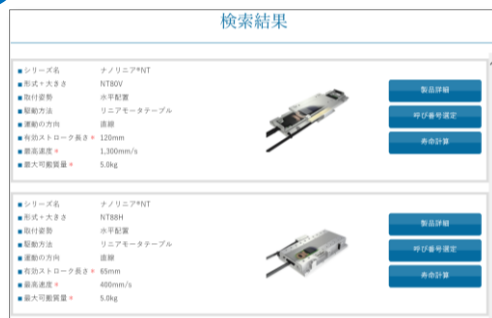 検索結果
■シリーズ名 ナノリニア®NT
■形式+大きさ NT80V
■取付姿勢 水平配置
■駆動方法 リニアモータテーブル
■運動の方向 直線
■有効ストローク長さ* 120mm
■最高速度* 1,300mm/s
■最大可搬質量* 5.0kg
製品詳細
呼び番号選定
寿命計算
■シリーズ名 ナノリニア®NT
■形式+大きさ NT88H
■取付姿勢 水平配置
■駆動方法 リニアモータテーブル
■運動の方向 直線
■有効ストローク長さ* 65mm
■最高速度* 400mm/s
■最大可搬質量* 5.0kg
製品詳細
呼び番号選定
寿命計算